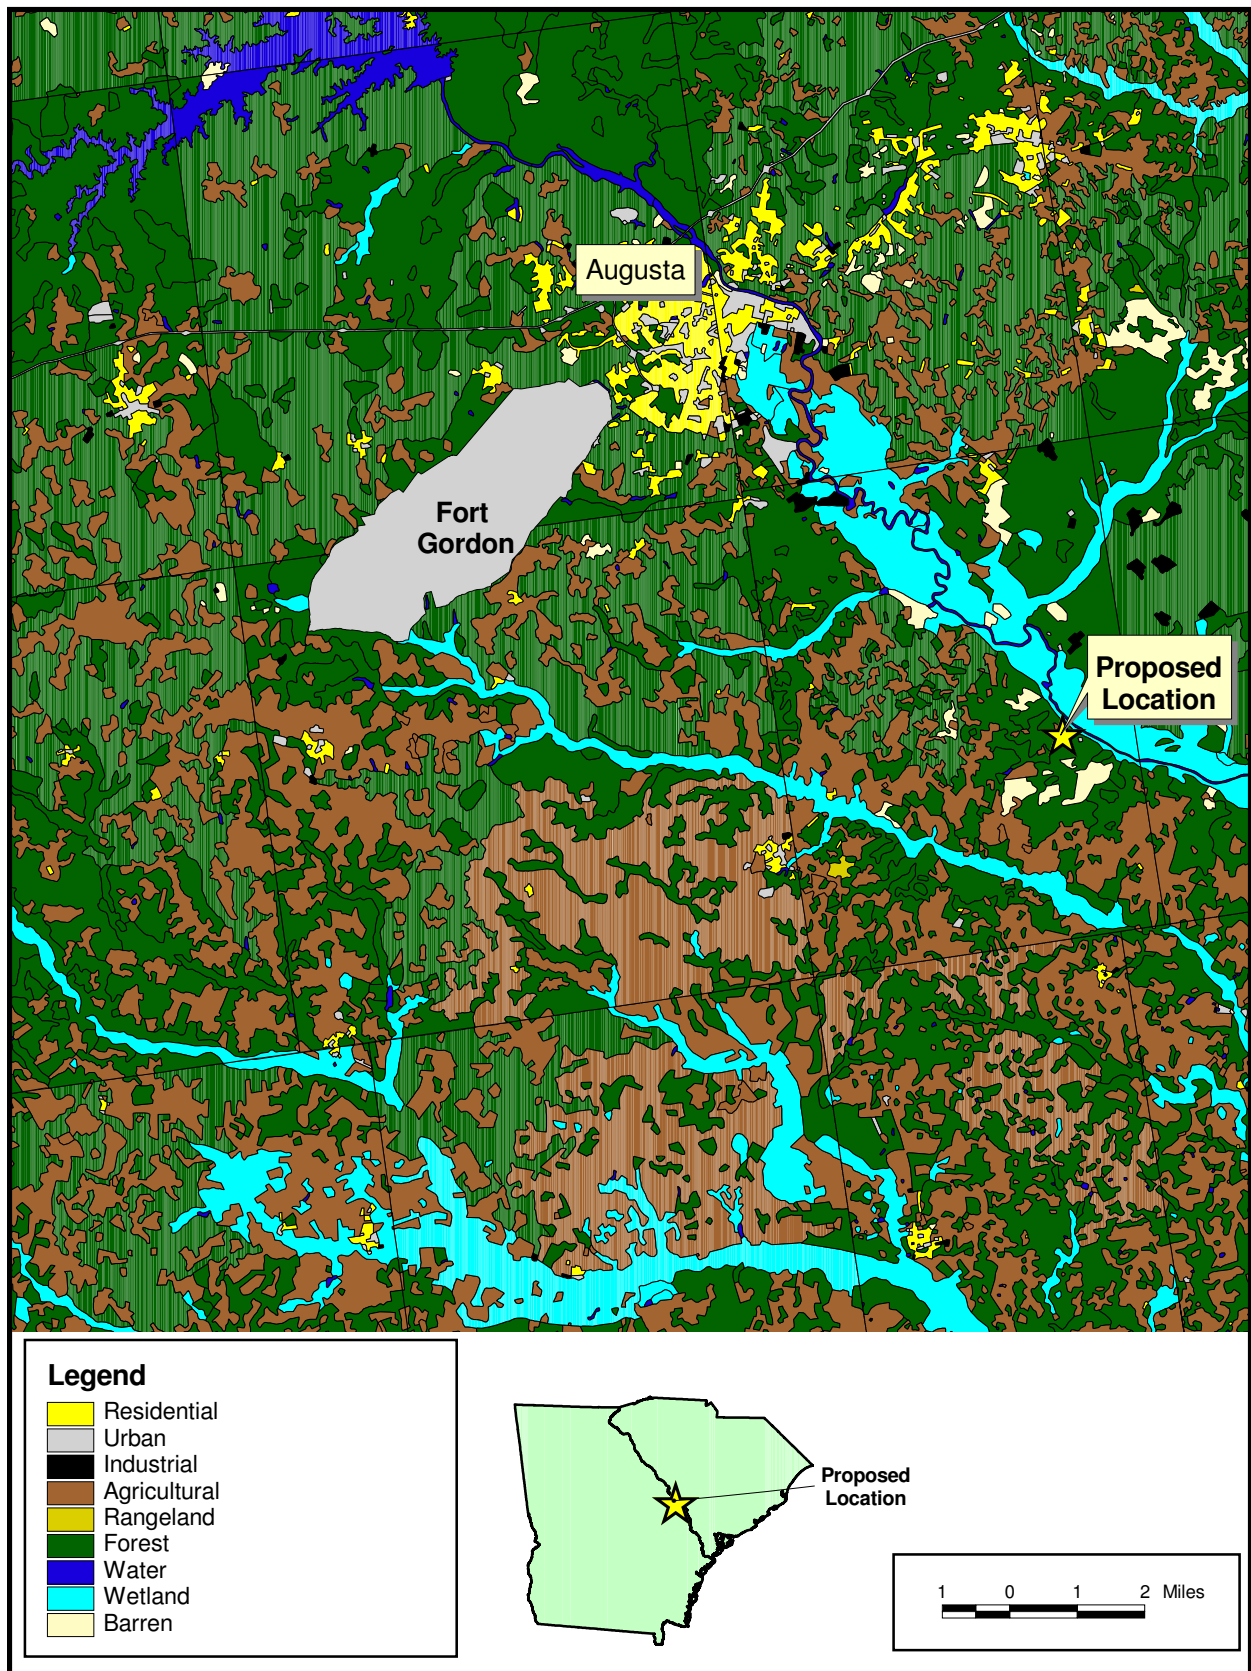 Augusta
Fort
Gordon
Proposed
Location
Legend
Residential
Urban
Industrial
Agricultural
Rangeland
Forest
Water
Wetland
Barren
Proposed
Location
1 0 1 2 Miles